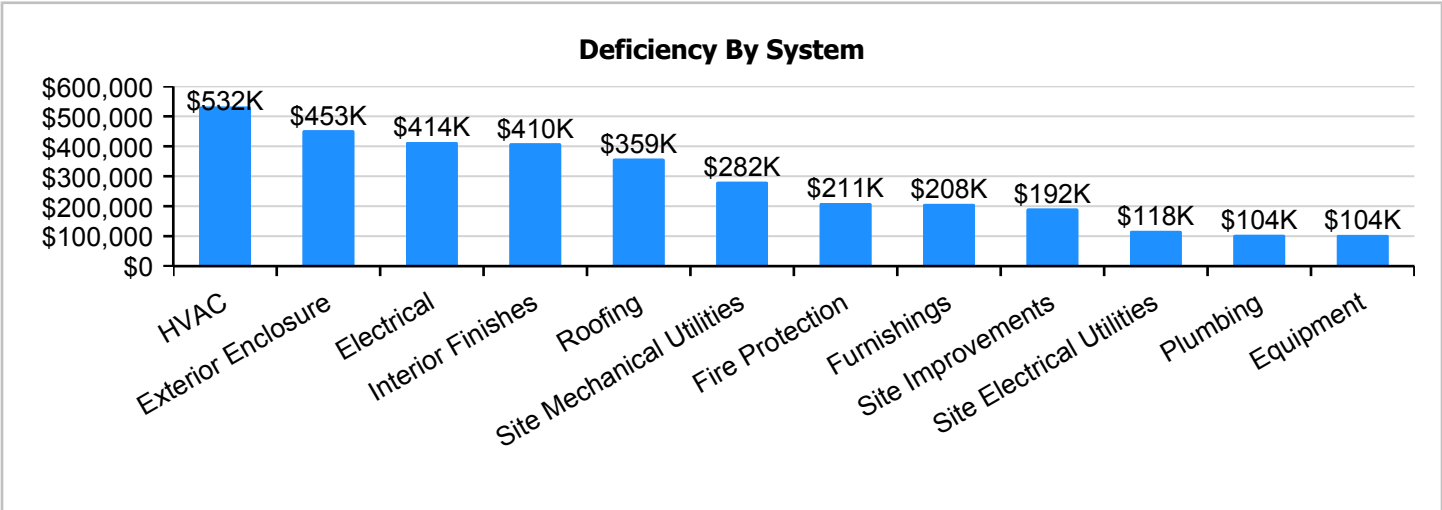 Deficiency By System
$600,000
$500,000
$400,000
$300,000
$200,000
$100,000
$0
$532K
$453K
$414K
$410K
$359K
$282K
$211K
$208K
$192K
$118K
$104K
$104K
HVAC
Exterior Enclosure
Electrical
Interior Finishes
Roofing
Site Mechanical Utilities
Fire Protection
Furnishings
Site Improvements
Site Electrical Utilities
Plumbing
Equipment